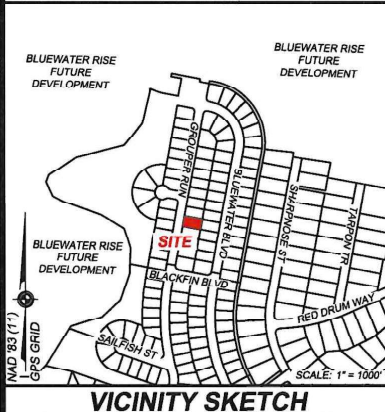 BLUEWATER RISE
FUTURE
DEVELOPMENT
BLUEWATER RISE
FUTURE
DEVELOPMENT
GROUPER RUN
BLUEWATER BLVD
SHARPNOSE ST
TARPON TR
SITE
BLUEWATER RISE
FUTURE
DEVELOPMENT
BLACKFIN BLVD
RED DRUM WAY
SAILFISH ST
NAD '83 (11')
GPS GRID
SCALE: 1" = 1000'
VICINITY SKETCH